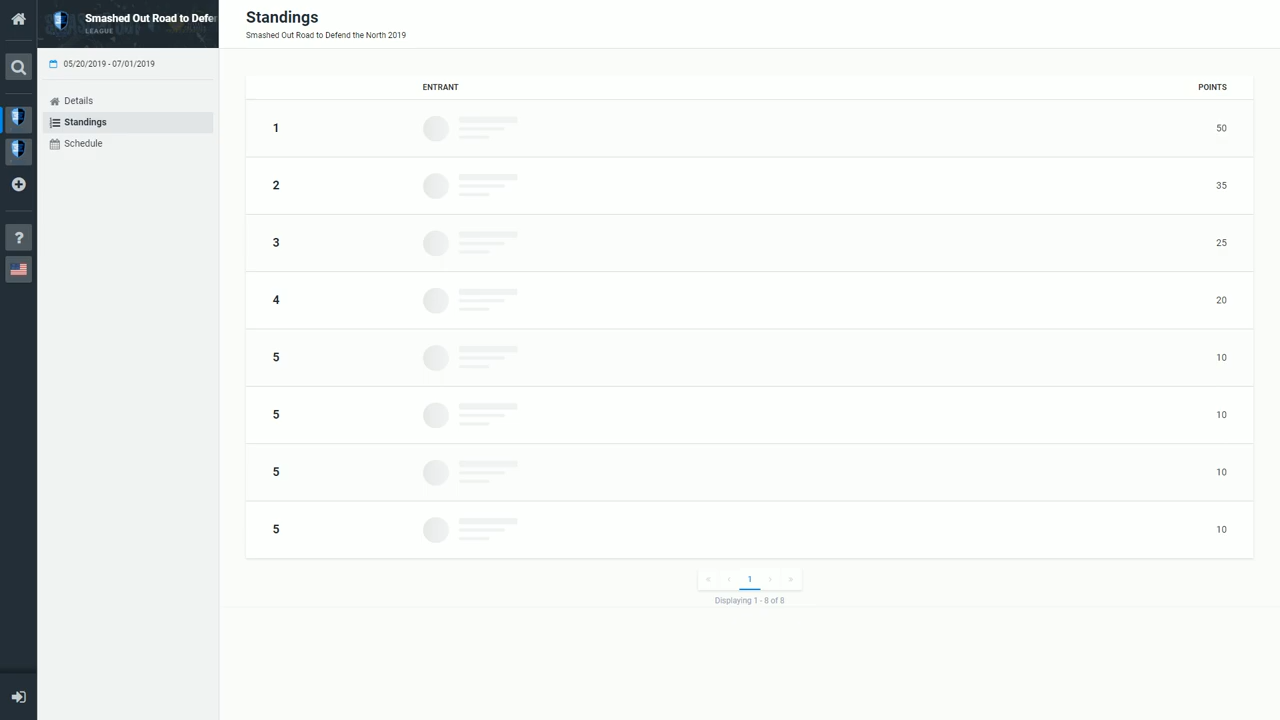 Smashed Out Road to Defer
LEAGUE
05/20/2019 - 07/01/2019
Details
Standings
Schedule
?
Standings
Smashed Out Road to Defend the North 2019
ENTRANT POINTS
1 50
2 35
3 25
4 20
5 10
5 10
5 10
5 10
« ‹ 1 › »
Displaying 1 - 8 of 8